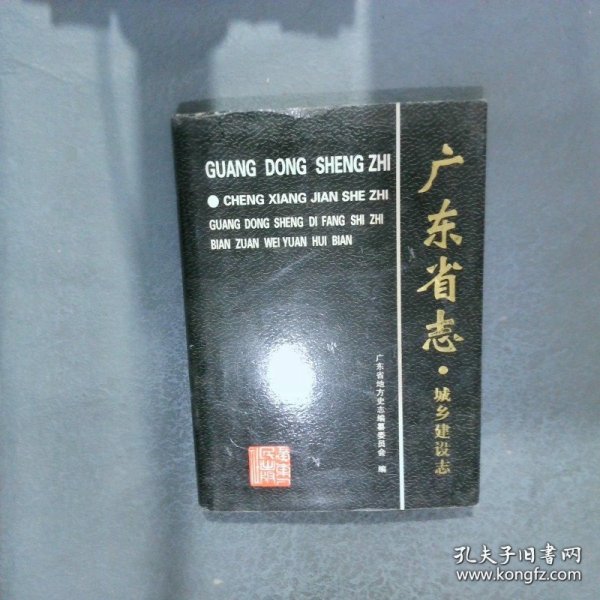 GUANG DONG SHENG ZHI
● CHENG XIANG JIAN SHE ZHI
GUANG DONG SHENG DI FANG SHI ZHI
BIAN ZUAN WEI YUAN HUI BIAN
广东省志·城乡建设志
广东省地方史志编纂委员会 编
孔夫子旧书网
www.kongfz.com